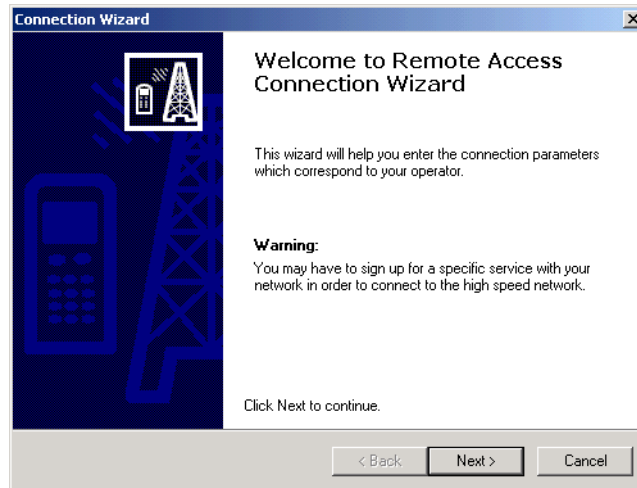 Connection Wizard
Welcome to Remote Access
Connection Wizard
This wizard will help you enter the connection parameters
which correspond to your operator.
Warning:
You may have to sign up for a specific service with your
network in order to connect to the high speed network.
Click Next to continue.
< Back
Next >
Cancel